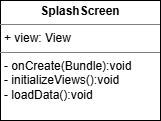 SplashScreen
+ view: View
- onCreate(Bundle):void
- initializeViews():void
- loadData():void